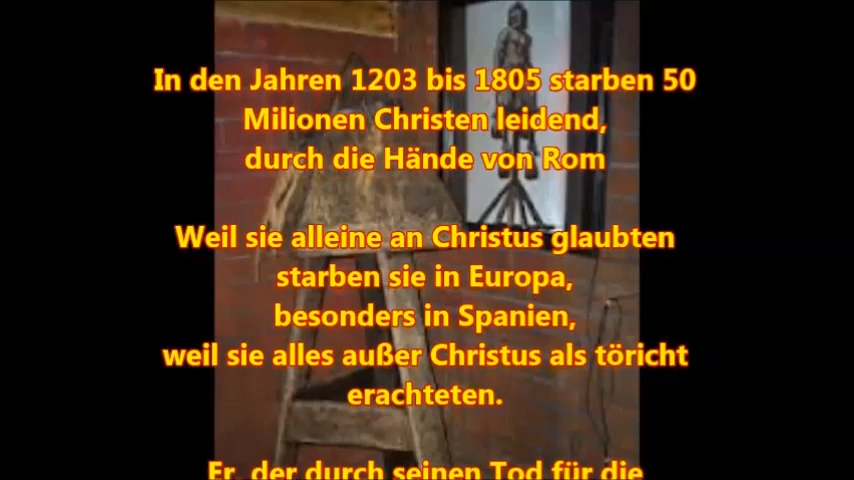 In den Jahren 1203 bis 1805 starben 50
Milionen Christen leidend,
durch die Hände von Rom
Weil sie alleine an Christus glaubten
starben sie in Europa,
besonders in Spanien,
weil sie alles außer Christus als töricht
erachteten.
Er, der durch seinen Tod für die